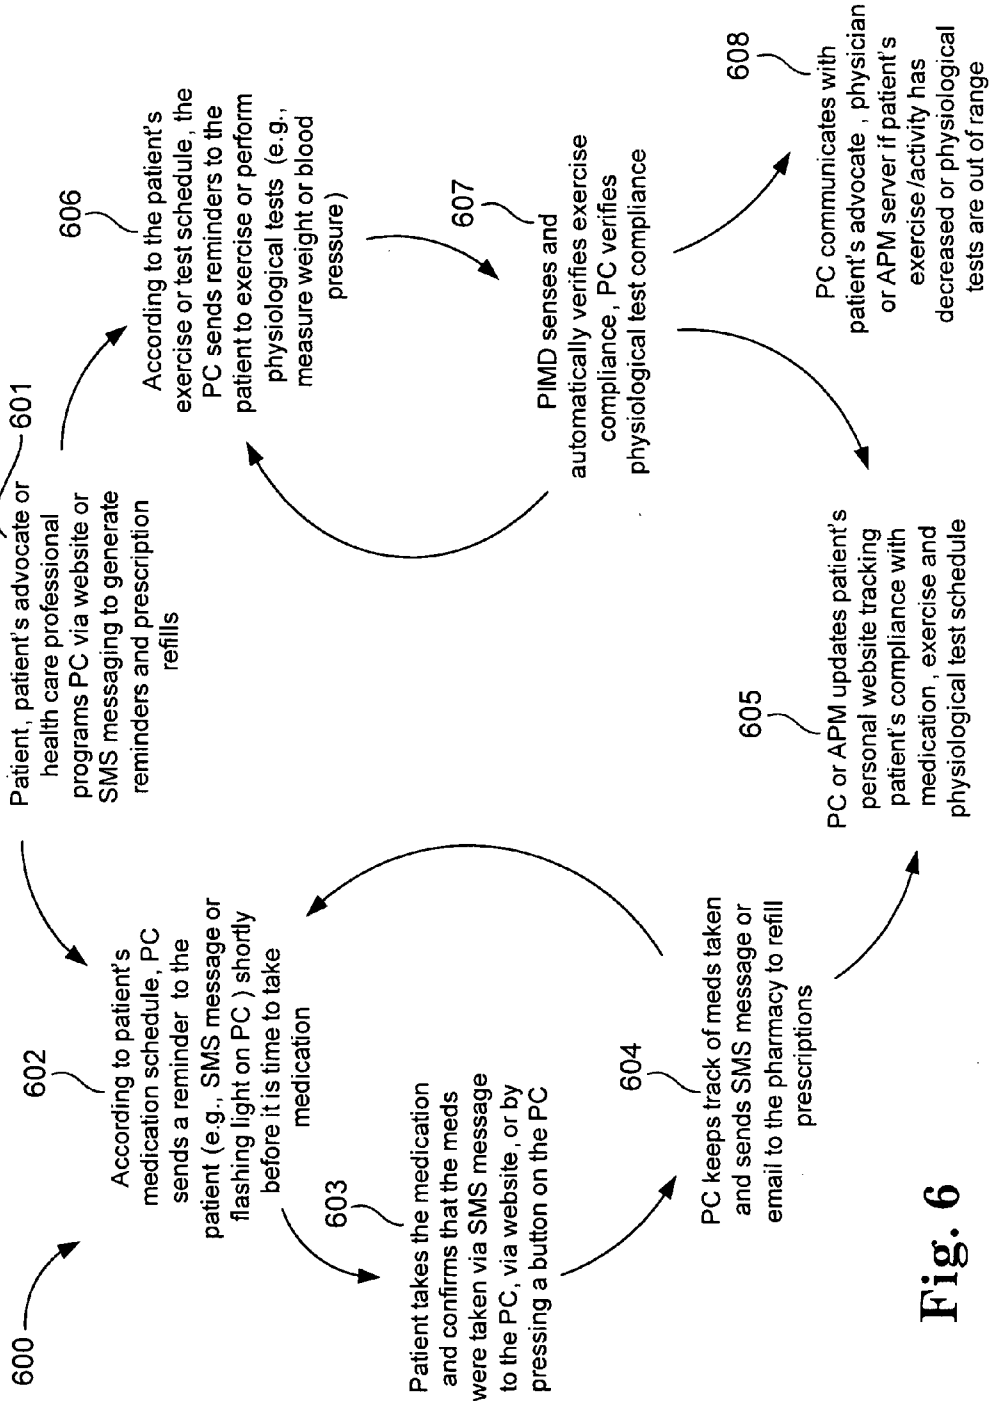 600
601
Patient, patient's advocate or
health care professional
programs PC via website or
SMS messaging to generate
reminders and prescription
refills
602
According to patient's
medication schedule, PC
sends a reminder to the
patient (e.g., SMS message or
flashing light on PC ) shortly
before it is time to take
medication
603
Patient takes the medication
and confirms that the meds
were taken via SMS message
to the PC, via website, or by
pressing a button on the PC
604
PC keeps track of meds taken
and sends SMS message or
email to the pharmacy to refill
prescriptions
605
PC or APM updates patient's
personal website tracking
patient's compliance with
medication , exercise and
physiological test schedule
606
According to the patient's
exercise or test schedule, the
PC sends reminders to the
patient to exercise or perform
physiological tests (e.g.,
measure weight or blood
pressure )
607
PIMD senses and
automatically verifies exercise
compliance, PC verifies
physiological test compliance
608
PC communicates with
patient's advocate , physician
or APM server if patient's
exercise /activity has
decreased or physiological
tests are out of range
Fig. 6